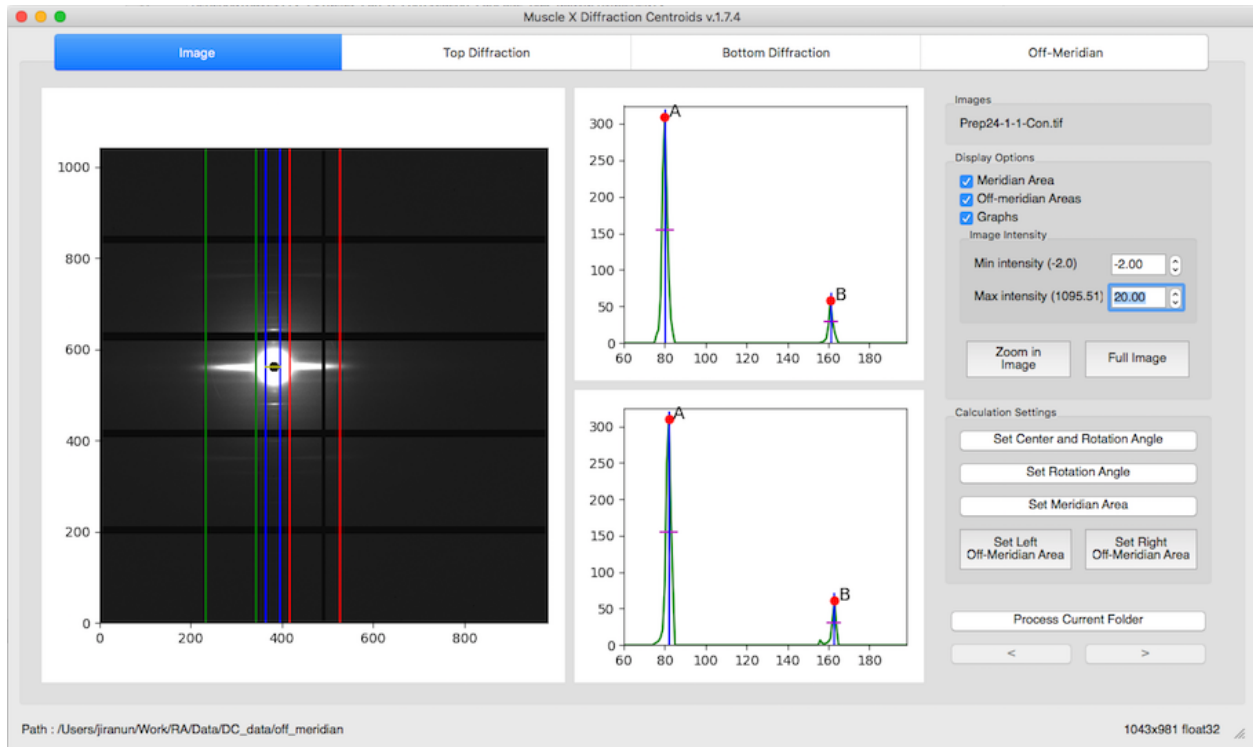 Muscle X Diffraction Centroids v.1.7.4
Image
Top Diffraction
Bottom Diffraction
Off-Meridian
1000
800
600
400
200
0
0
200
400
600
800
A
B
300
250
200
150
100
50
0
60
80
100
120
140
160
180
A
B
300
250
200
150
100
50
0
60
80
100
120
140
160
180
Images
Prep24-1-1-Con.tif
Display Options
Meridian Area
Off-meridian Areas
Graphs
Image Intensity
Min intensity (-2.0)
-2.00
Max intensity (1095.51)
20.00
Zoom in
Image
Full Image
Calculation Settings
Set Center and Rotation Angle
Set Rotation Angle
Set Meridian Area
Set Left
Off-Meridian Area
Set Right
Off-Meridian Area
Process Current Folder
<
>
Path : /Users/jiranun/Work/RA/Data/DC_data/off_meridian
1043x981 float32